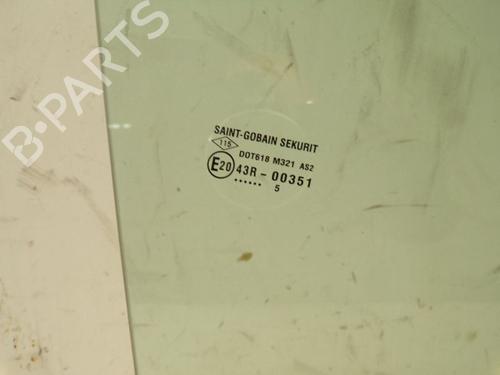 B-PARTS
SAINT-GOBAIN SEKURIT
115
DOT618 M321 AS2
E20 43R-00351
...... 5